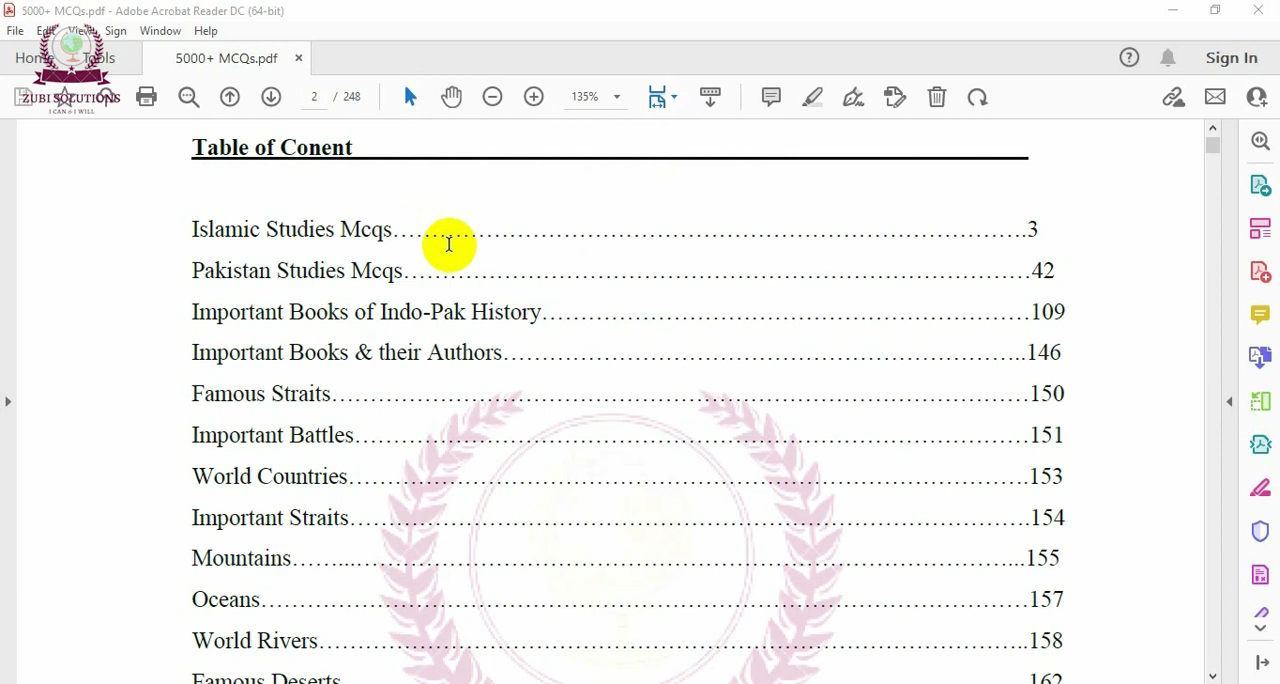 5000+ MCQs.pdf - Adobe Acrobat Reader DC (64-bit)
File Edit View Sign Window Help
Home Tools 5000+ MCQs.pdf × Sign In
ZUBI SOLUTIONS
I CAN & I WILL
2 / 248 135%
Table of Conent
Islamic Studies Mcqs.....3
Pakistan Studies Mcqs.....42
Important Books of Indo-Pak History.....109
Important Books & their Authors.....146
Famous Straits.....150
Important Battles.....151
World Countries.....153
Important Straits.....154
Mountains.....155
Oceans.....157
World Rivers.....158
Famous Deserts 162